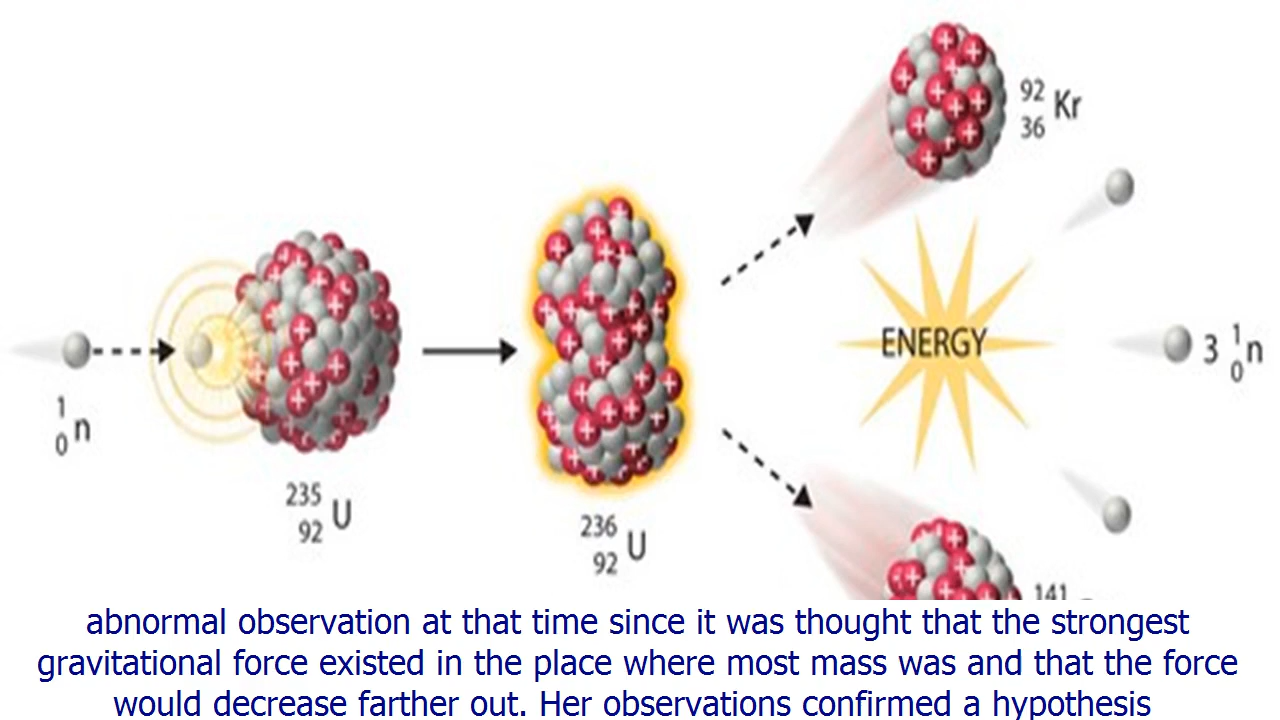 92
36 Kr
ENERGY
3 1
0 n
1
0 n
235
92 U
236
92 U
141
abnormal observation at that time since it was thought that the strongest
gravitational force existed in the place where most mass was and that the force
would decrease farther out. Her observations confirmed a hypothesis